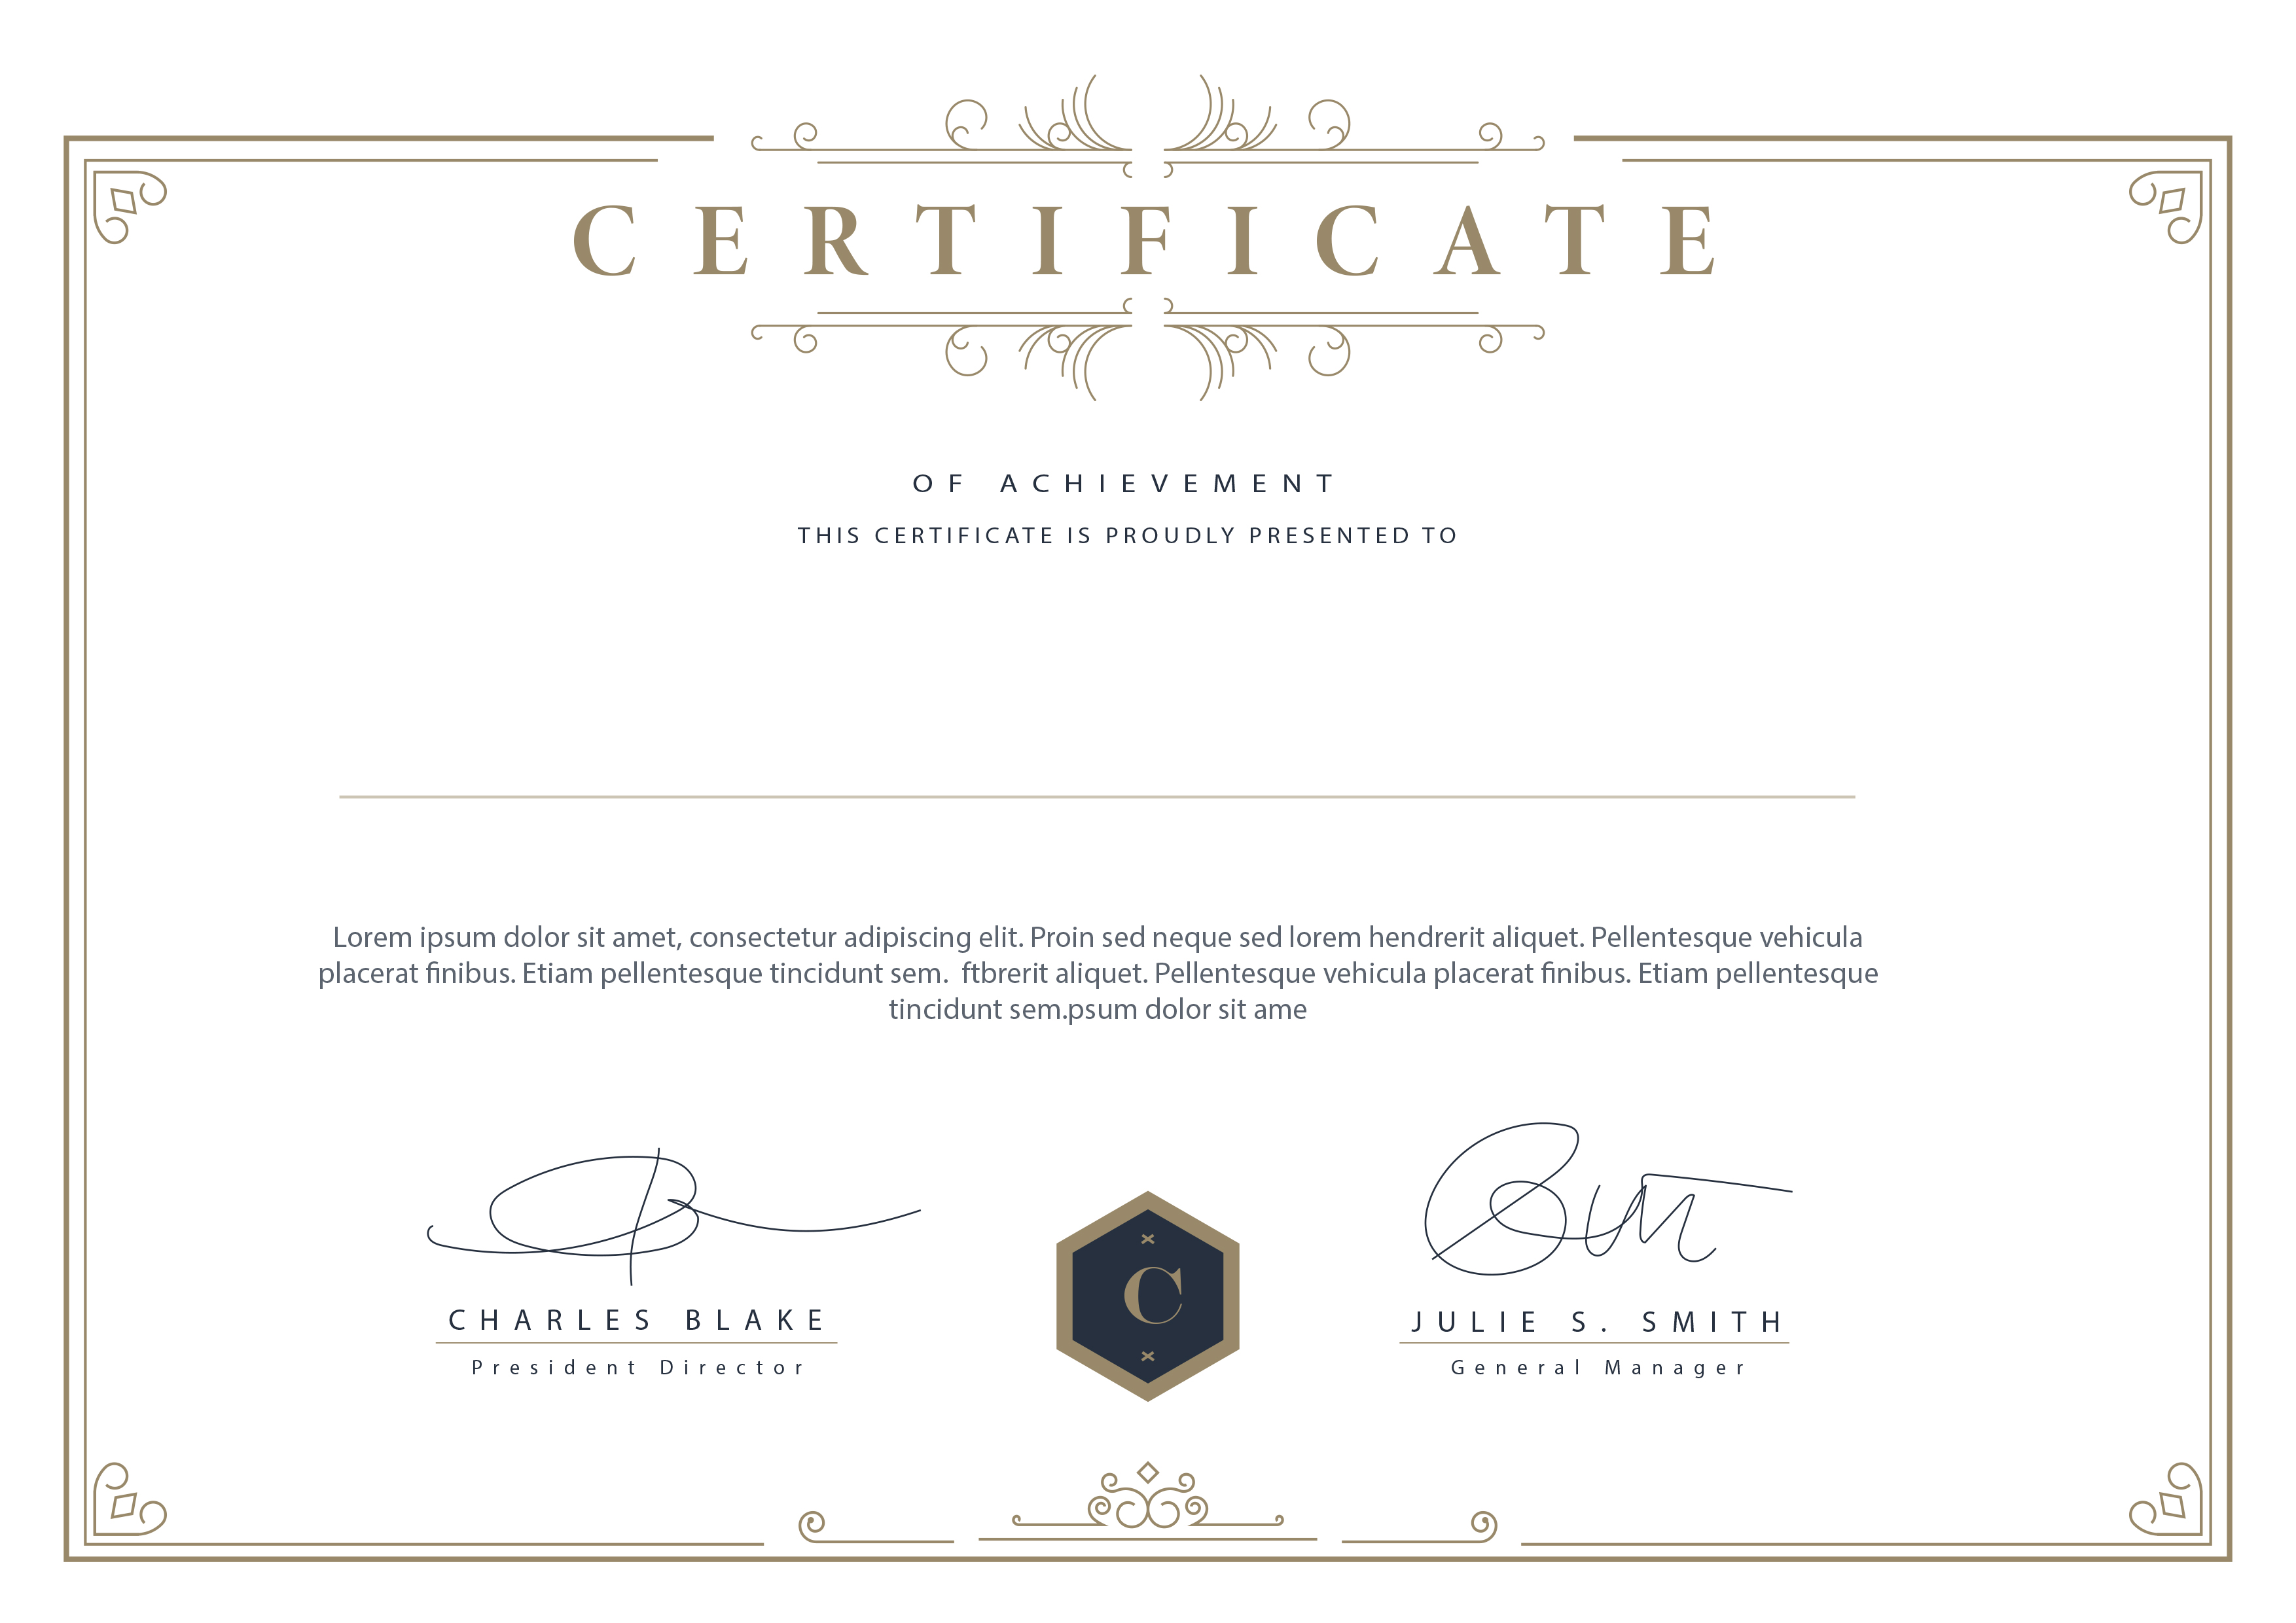 CERTIFICATE
OF ACHIEVEMENT
THIS CERTIFICATE IS PROUDLY PRESENTED TO
Lorem ipsum dolor sit amet, consectetur adipiscing elit. Proin sed neque sed lorem hendrerit aliquet. Pellentesque vehicula
placerat finibus. Etiam pellentesque tincidunt sem.  ftbrerit aliquet. Pellentesque vehicula placerat finibus. Etiam pellentesque
tincidunt sem.psum dolor sit ame
C
CHARLES BLAKE
President Director
JULIE S. SMITH
General Manager